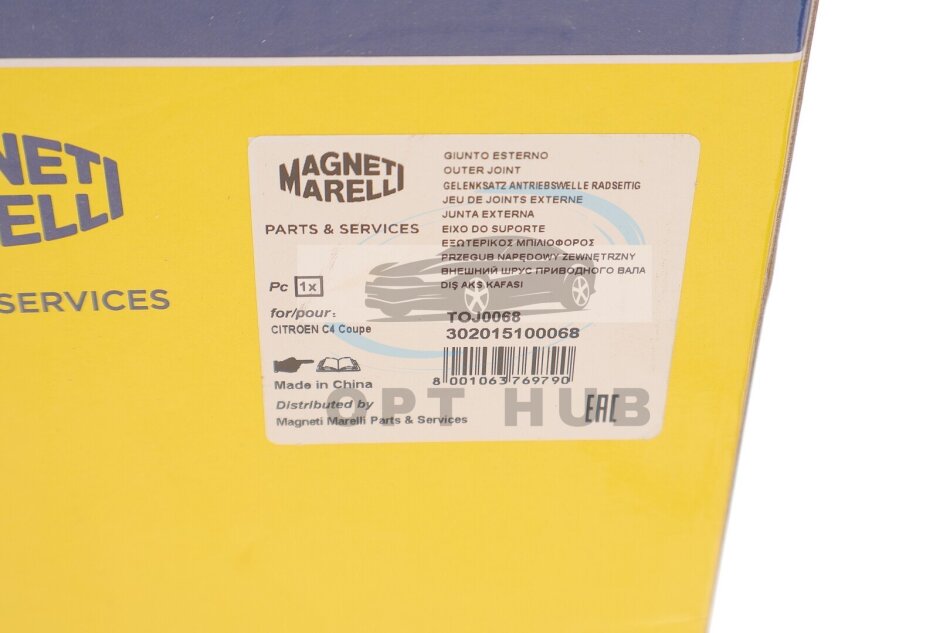 NETI
RELLI
SERVICES
MAGNETI
MARELLI
PARTS & SERVICES
Pc 1x
for/pour:
CITROEN C4 Coupe
Made in China
Distributed by
Magneti Marelli Parts & Services
GIUNTO ESTERNO
OUTER JOINT
GELENKSATZ ANTRIEBSWELLE RADSEITIG
JEU DE JOINTS EXTERNE
JUNTA EXTERNA
EIXO DO SUPORTE
ΕΞΩΤΕΡΙΚΟΣ ΜΠΙΛΙΟΦΟΡΟΣ
PRZEGUB NAPĘDOWY ZEWNĘTRZNY
ВНЕШНИЙ ШРУС ПРИВОДНОГО ВАЛА
DIŞ AKS KAFASI
TOJ0068
302015100068
8 001063 769790
EAC
OPT HUB